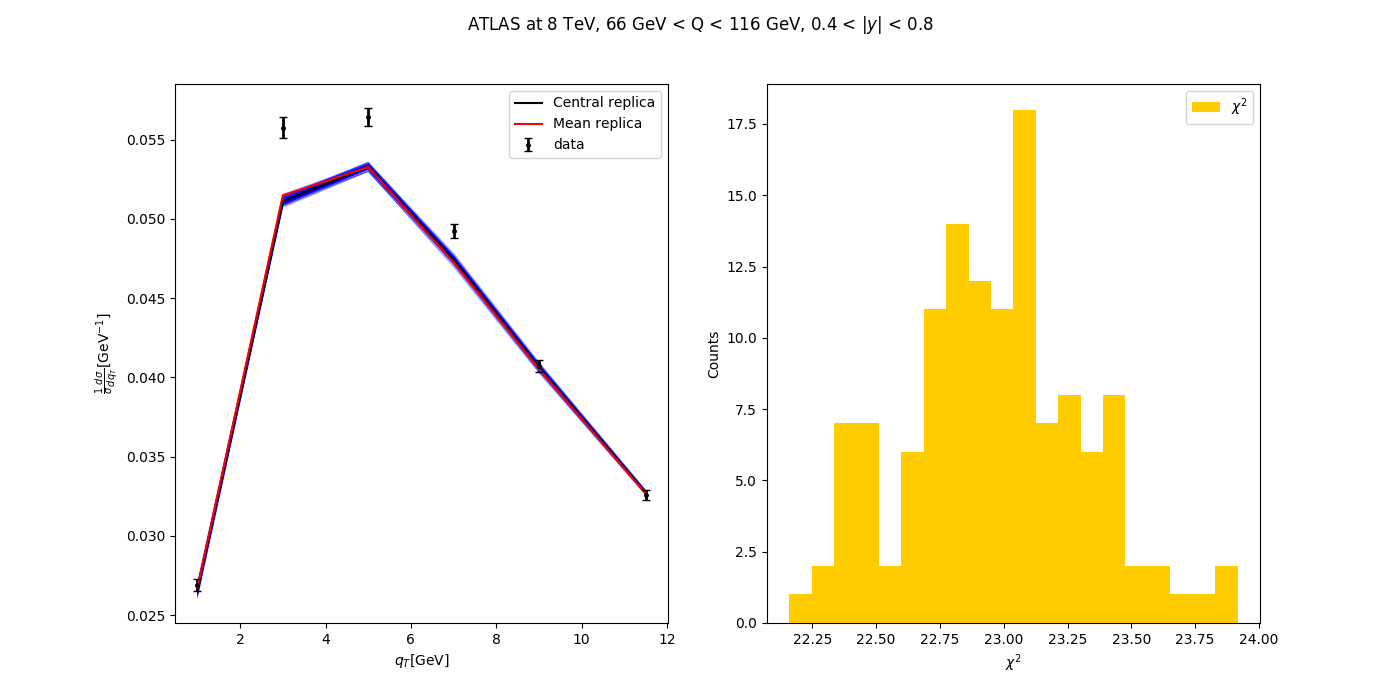 ATLAS at 8 TeV, 66 GeV < Q < 116 GeV, 0.4 < |y| < 0.8
Central replica
Mean replica
data
0.055
0.050
0.045
0.040
0.035
0.030
0.025
1/σ dσ/dq_T [GeV⁻¹]
2 4 6 8 10 12
q_T[GeV]
χ²
17.5
15.0
12.5
10.0
7.5
5.0
2.5
0.0
Counts
22.25 22.50 22.75 23.00 23.25 23.50 23.75 24.00
χ²